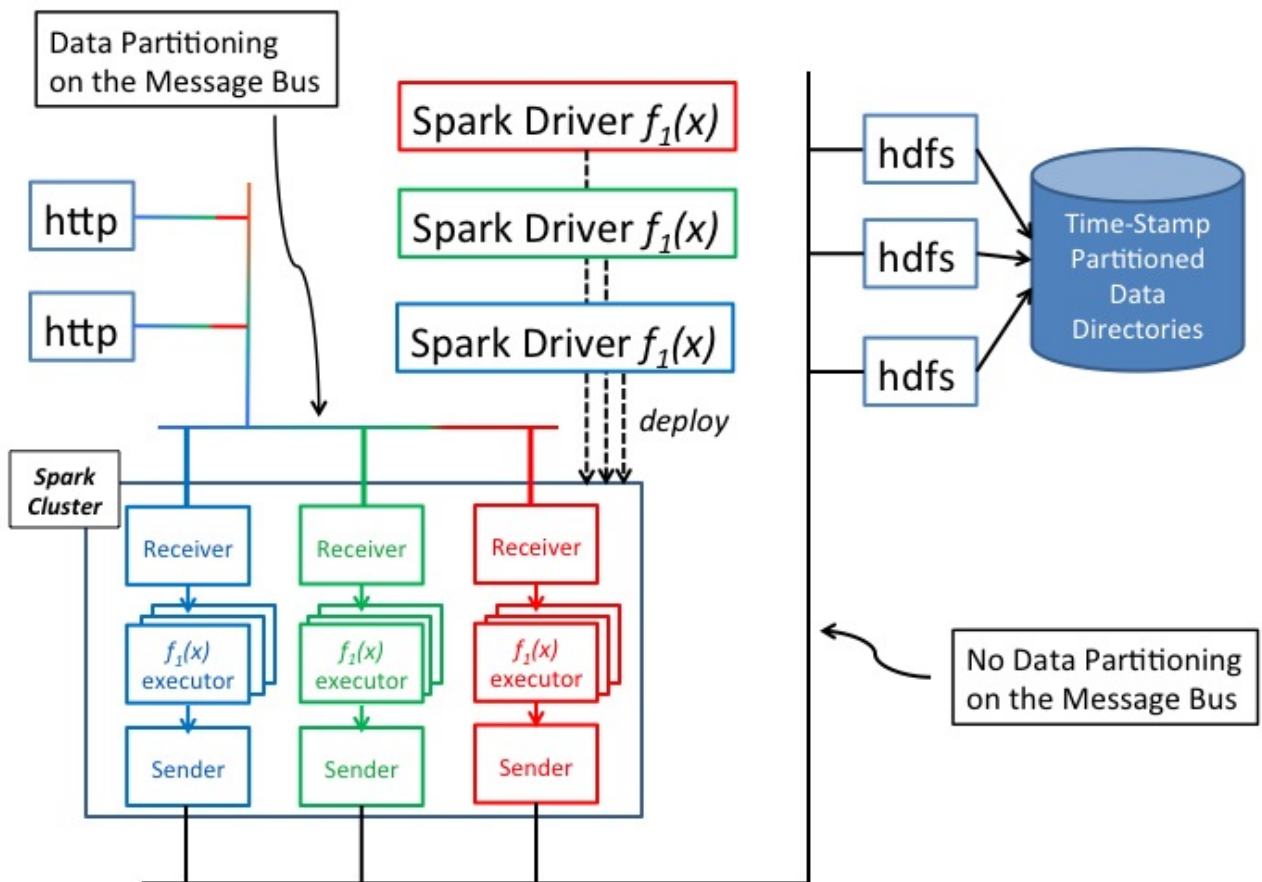 Data Partitioning
on the Message Bus
Spark Driver f₁(x)
Spark Driver f₁(x)
Spark Driver f₁(x)
http
http
hdfs
hdfs
hdfs
Time-Stamp
Partitioned
Data
Directories
deploy
Spark
Cluster
Receiver
Receiver
Receiver
f₁(x)
executor
f₁(x)
executor
f₁(x)
executor
Sender
Sender
Sender
No Data Partitioning
on the Message Bus